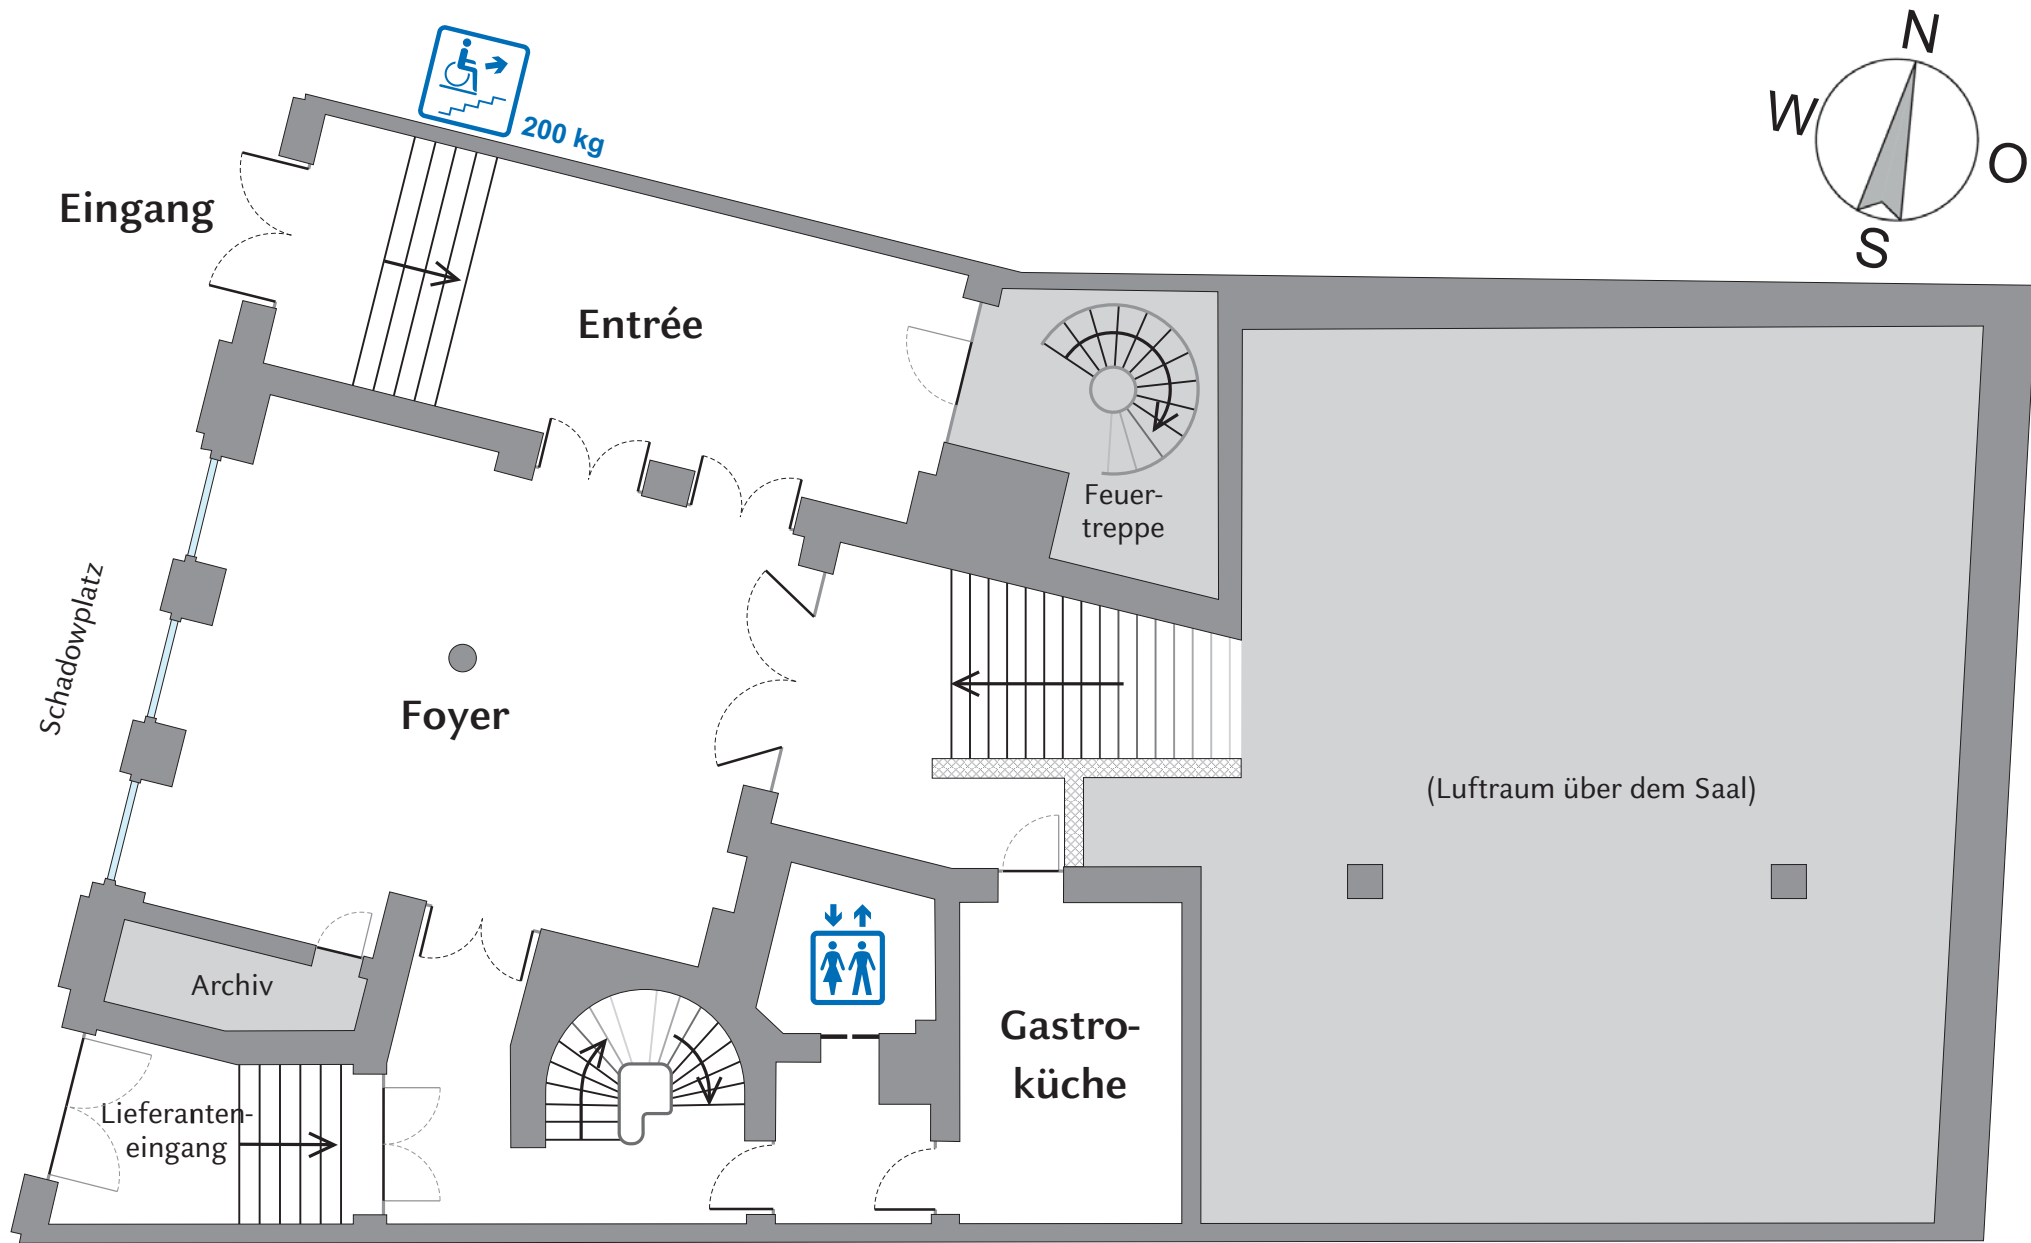 N
W
O
S
200 kg
Eingang
Entrée
Feuer-
treppe
Schadowplatz
Foyer
(Luftraum über dem Saal)
Archiv
Gastro-
küche
Lieferanten-
eingang